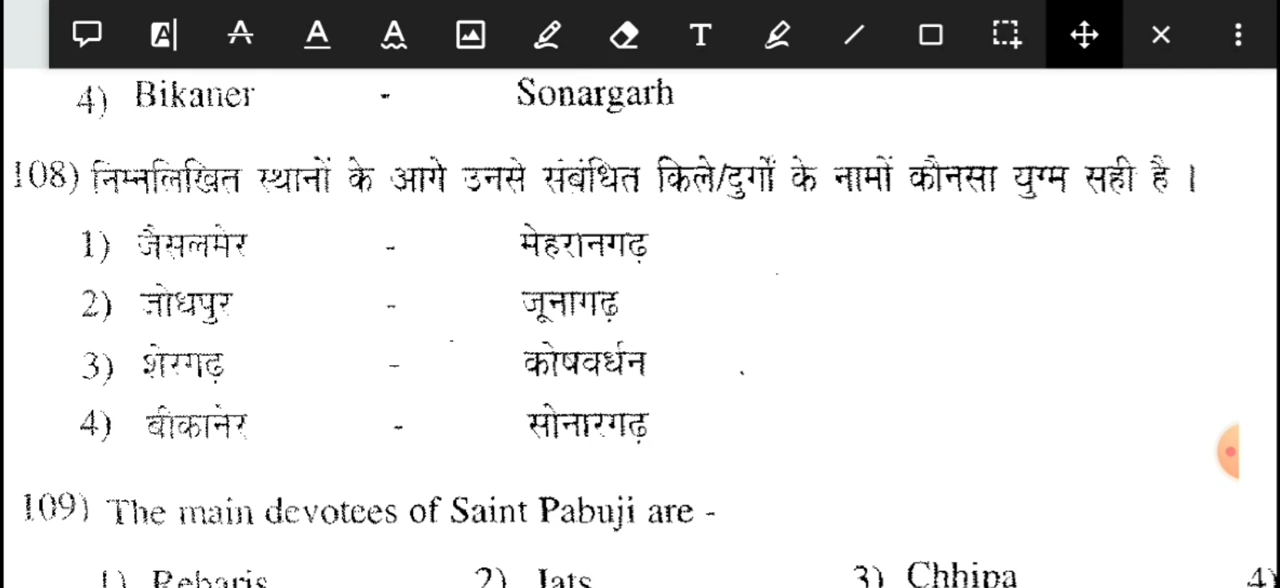 4) Bikaner - Sonargarh
108) निम्नलिखित स्थानों के आगे उनसे संबंधित किले/दुर्गों के नामों कौनसा युग्म सही है ।
1) जैसलमेर - मेहरानगढ़
2) जोधपुर - जूनागढ़
3) शेरगढ़ - कोषवर्धन
4) बीकानेर - सोनारगढ़
109) The main devotees of Saint Pabuji are -
1) Rebaris 2) Jats 3) Chhipa 4)